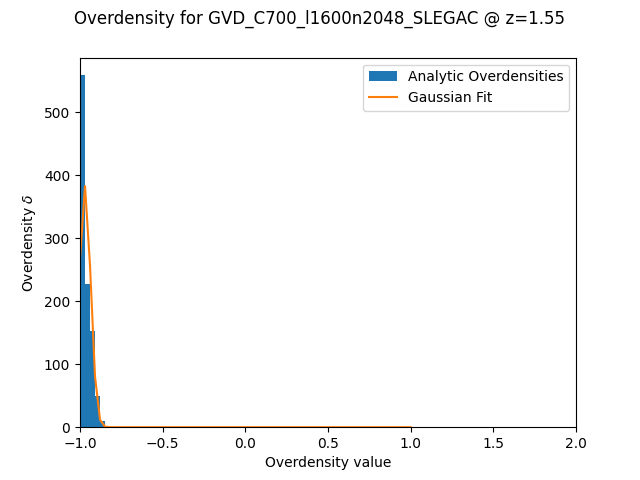 Overdensity for GVD_C700_l1600n2048_SLEGAC @ z=1.55
Analytic Overdensities
Gaussian Fit
Overdensity δ
500
400
300
200
100
0
−1.0 −0.5 0.0 0.5 1.0 1.5 2.0
Overdensity value